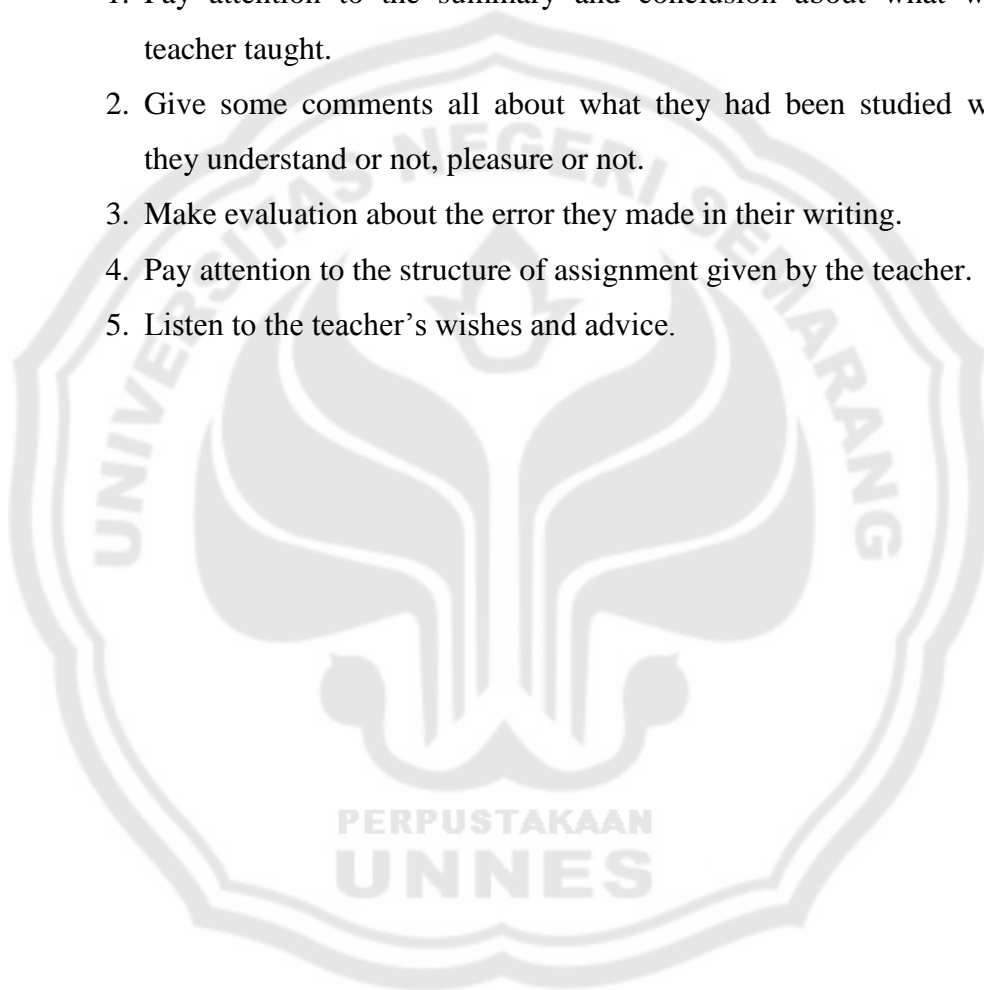 1. Pay attention to the summary and conclusion about what
teacher taught.
2. Give some comments all about what they had been studied
they understand or not, pleasure or not.
3. Make evaluation about the error they made in their writing.
4. Pay attention to the structure of assignment given by the teacher.
5. Listen to the teacher’s wishes and advice.
UNIVERSITAS NEGERI SEMARANG
PERPUSTAKAAN
UNNES